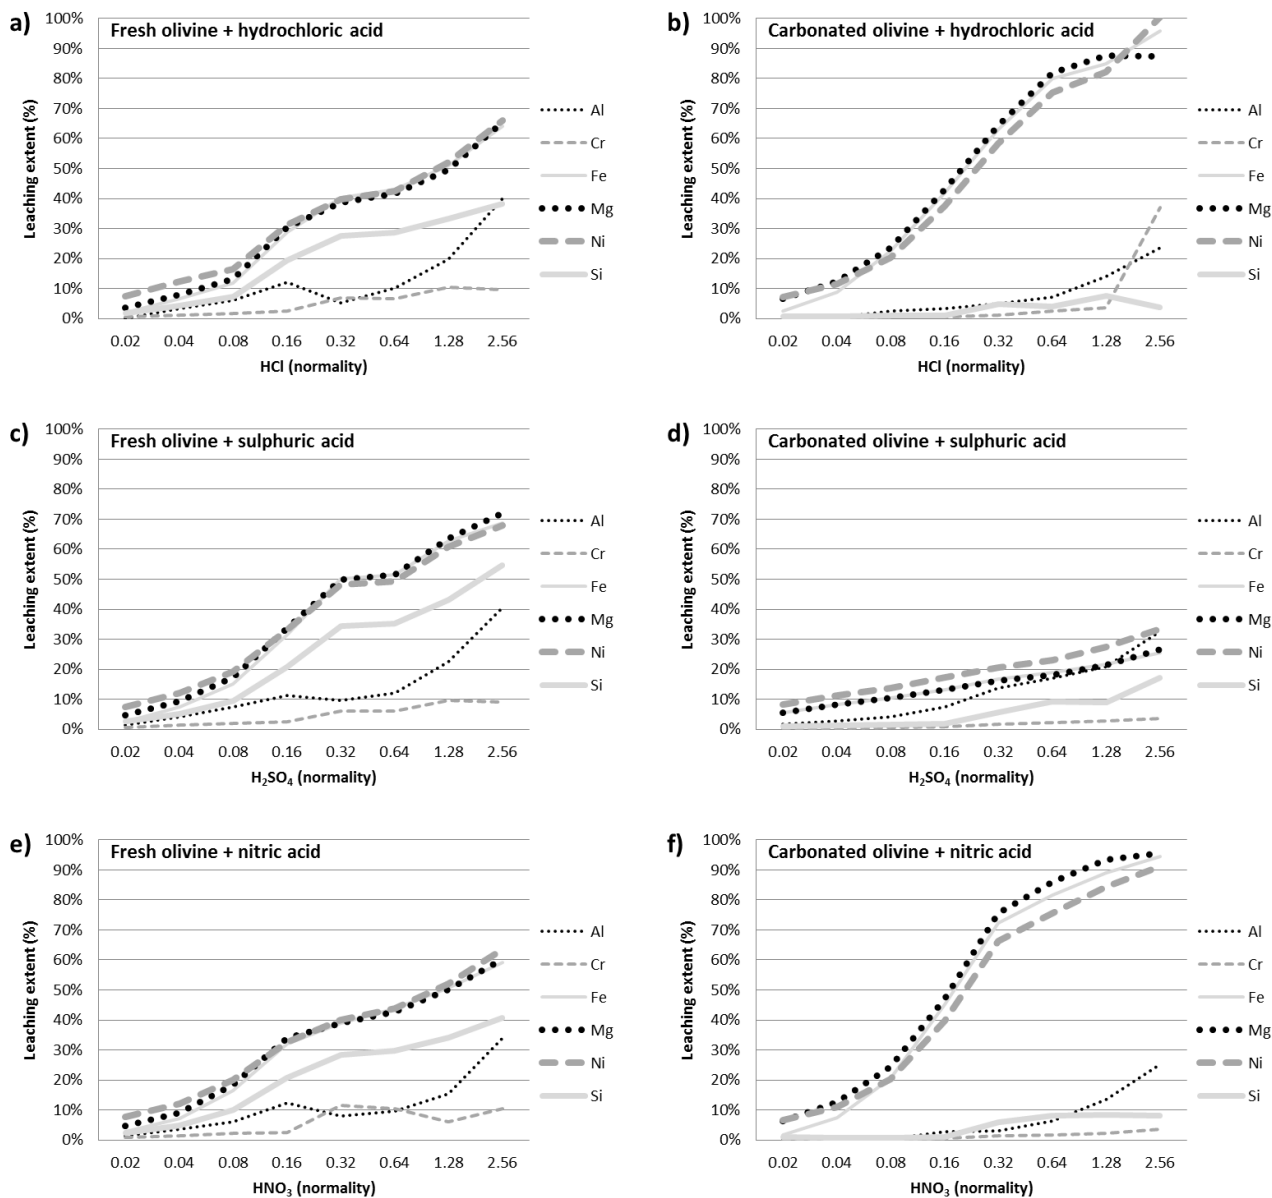 a)
Fresh olivine + hydrochloric acid
Leaching extent (%)
100%
90%
80%
70%
60%
50%
40%
30%
20%
10%
0%
0.02 0.04 0.08 0.16 0.32 0.64 1.28 2.56
HCl (normality)
Al
Cr
Fe
Mg
Ni
Si
b)
Carbonated olivine + hydrochloric acid
Leaching extent (%)
100%
90%
80%
70%
60%
50%
40%
30%
20%
10%
0%
0.02 0.04 0.08 0.16 0.32 0.64 1.28 2.56
HCl (normality)
Al
Cr
Fe
Mg
Ni
Si
c)
Fresh olivine + sulphuric acid
Leaching extent (%)
100%
90%
80%
70%
60%
50%
40%
30%
20%
10%
0%
0.02 0.04 0.08 0.16 0.32 0.64 1.28 2.56
H₂SO₄ (normality)
Al
Cr
Fe
Mg
Ni
Si
d)
Carbonated olivine + sulphuric acid
Leaching extent (%)
100%
90%
80%
70%
60%
50%
40%
30%
20%
10%
0%
0.02 0.04 0.08 0.16 0.32 0.64 1.28 2.56
H₂SO₄ (normality)
Al
Cr
Fe
Mg
Ni
Si
e)
Fresh olivine + nitric acid
Leaching extent (%)
100%
90%
80%
70%
60%
50%
40%
30%
20%
10%
0%
0.02 0.04 0.08 0.16 0.32 0.64 1.28 2.56
HNO₃ (normality)
Al
Cr
Fe
Mg
Ni
Si
f)
Carbonated olivine + nitric acid
Leaching extent (%)
100%
90%
80%
70%
60%
50%
40%
30%
20%
10%
0%
0.02 0.04 0.08 0.16 0.32 0.64 1.28 2.56
HNO₃ (normality)
Al
Cr
Fe
Mg
Ni
Si